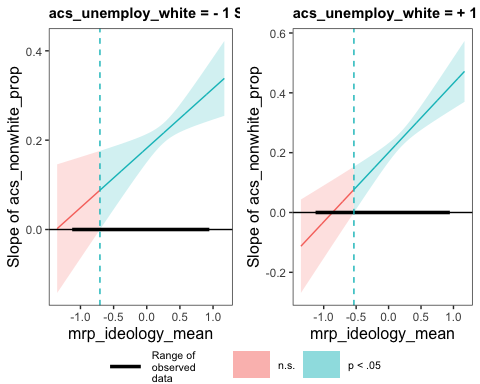 acs_unemploy_white = - 1 S
acs_unemploy_white = + 1
Slope of acs_nonwhite_prop
0.4
0.2
0.0
-1.0
-0.5
0.0
0.5
1.0
mrp_ideology_mean
Slope of acs_nonwhite_prop
0.6
0.4
0.2
0.0
-0.2
-1.0
-0.5
0.0
0.5
1.0
mrp_ideology_mean
Range of
observed
data
n.s.
p < .05